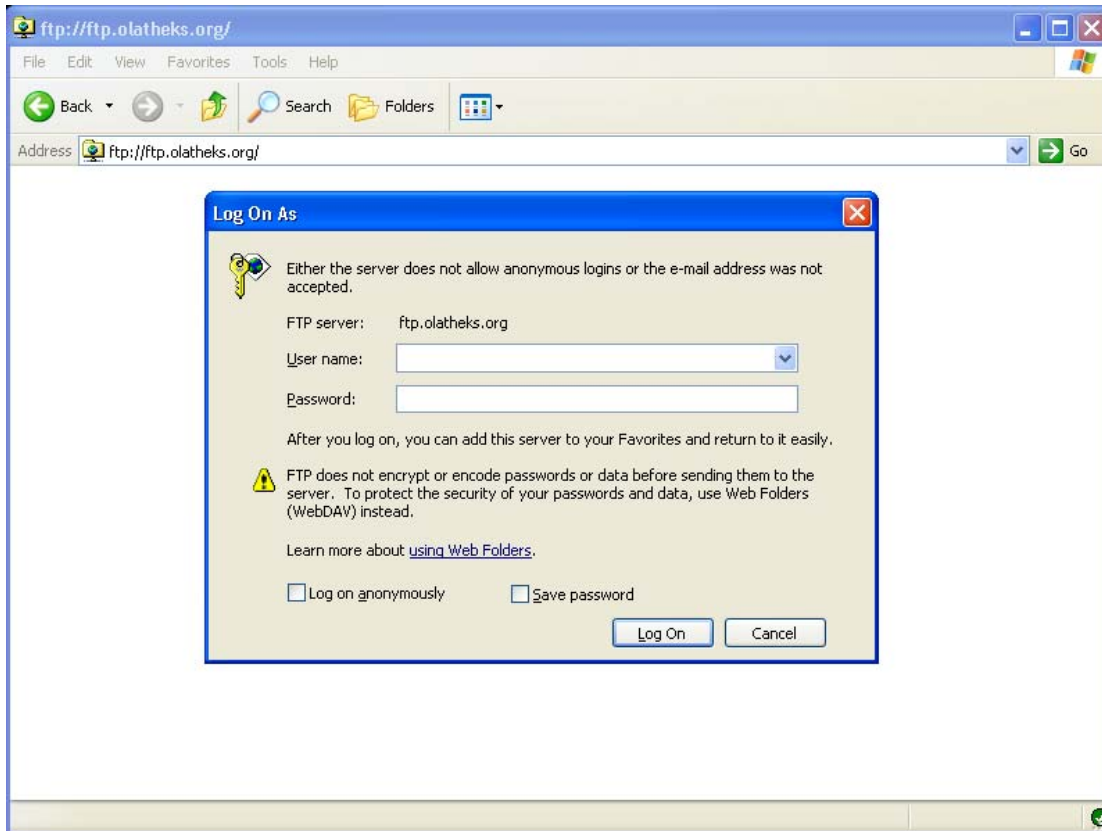 ftp://ftp.olatheks.org/
File Edit View Favorites Tools Help
Back Search Folders
Address ftp://ftp.olatheks.org/ Go
Log On As
Either the server does not allow anonymous logins or the e-mail address was not
accepted.
FTP server: ftp.olatheks.org
User name:
Password:
After you log on, you can add this server to your Favorites and return to it easily.
FTP does not encrypt or encode passwords or data before sending them to the
server. To protect the security of your passwords and data, use Web Folders
(WebDAV) instead.
Learn more about using Web Folders.
Log on anonymously Save password
Log On Cancel